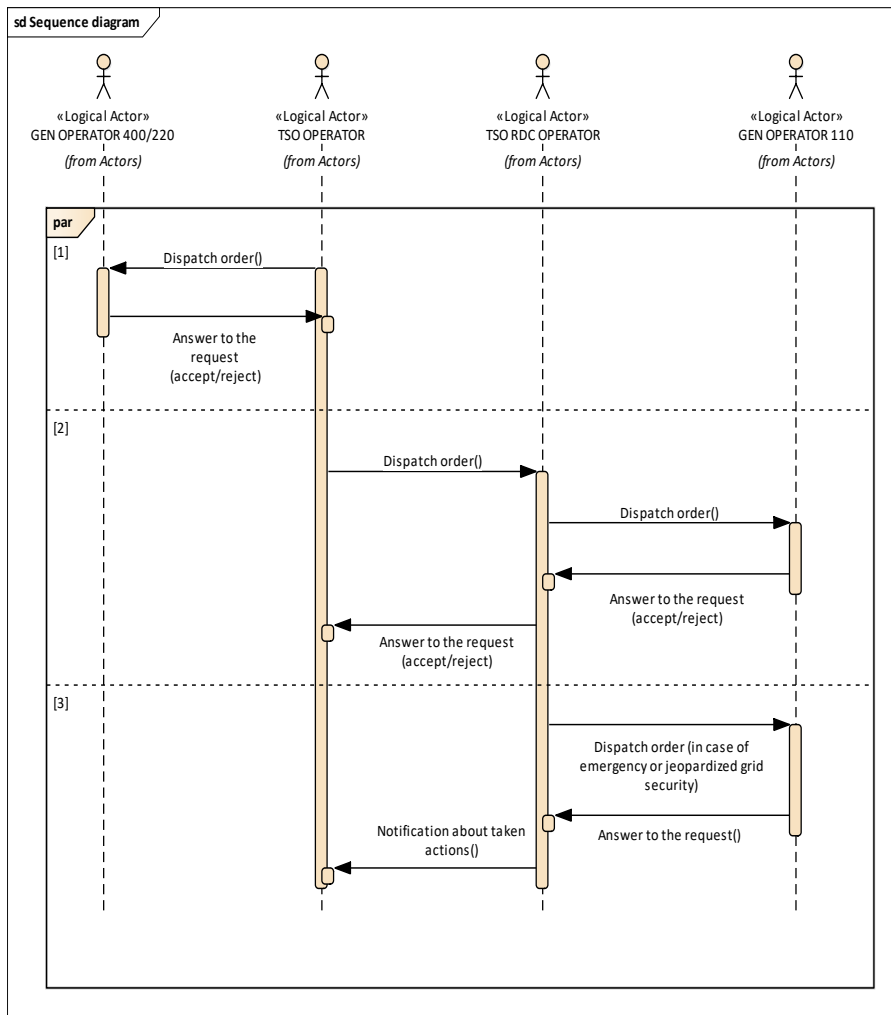 sd Sequence diagram
«Logical Actor»
GEN OPERATOR 400/220
(from Actors)
«Logical Actor»
TSO OPERATOR
(from Actors)
«Logical Actor»
TSO RDC OPERATOR
(from Actors)
«Logical Actor»
GEN OPERATOR 110
(from Actors)
par
[1]
Dispatch order()
Answer to the
request
(accept/reject)
[2]
Dispatch order()
Dispatch order()
Answer to the request
(accept/reject)
Answer to the request
(accept/reject)
[3]
Dispatch order (in case of
emergency or jeopardized grid
security)
Answer to the request()
Notification about taken
actions()